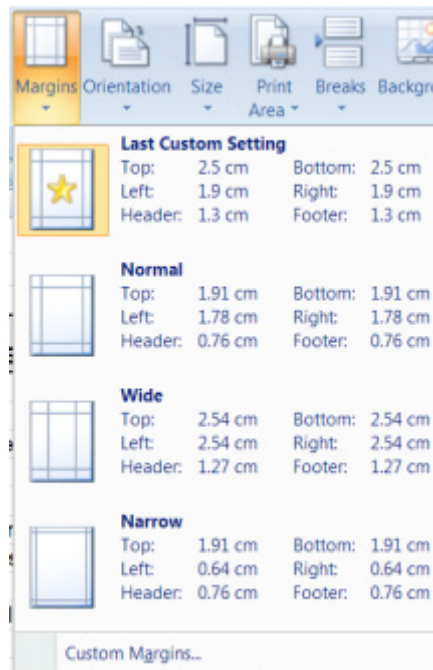 Margins Orientation Size Print Area Breaks Backgr
Last Custom Setting
Top: 2.5 cm Bottom: 2.5 cm
Left: 1.9 cm Right: 1.9 cm
Header: 1.3 cm Footer: 1.3 cm
Normal
Top: 1.91 cm Bottom: 1.91 cm
Left: 1.78 cm Right: 1.78 cm
Header: 0.76 cm Footer: 0.76 cm
Wide
Top: 2.54 cm Bottom: 2.54 cm
Left: 2.54 cm Right: 2.54 cm
Header: 1.27 cm Footer: 1.27 cm
Narrow
Top: 1.91 cm Bottom: 1.91 cm
Left: 0.64 cm Right: 0.64 cm
Header: 0.76 cm Footer: 0.76 cm
Custom Margins...